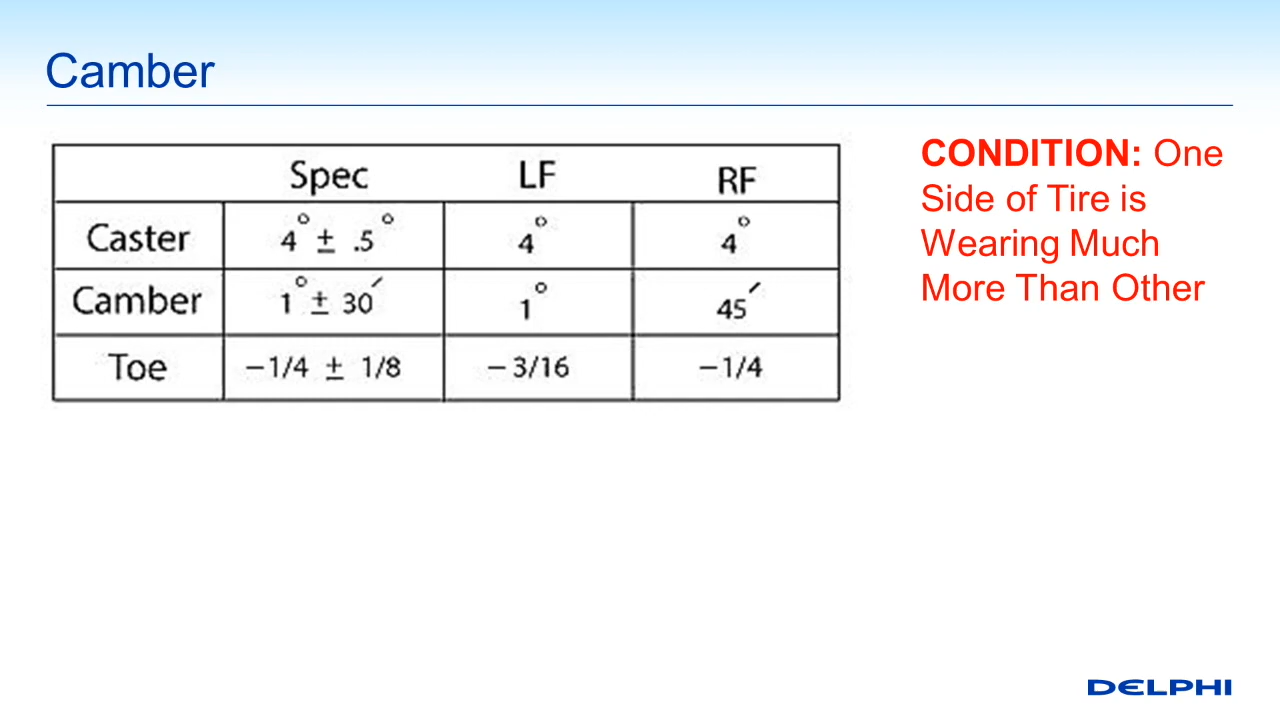 Camber
Spec LF RF
Caster 4° ± .5° 4° 4°
Camber 1° ± 30′ 1° 45′
Toe −1/4 ± 1/8 −3/16 −1/4
CONDITION: One
Side of Tire is
Wearing Much
More Than Other
DELPHI